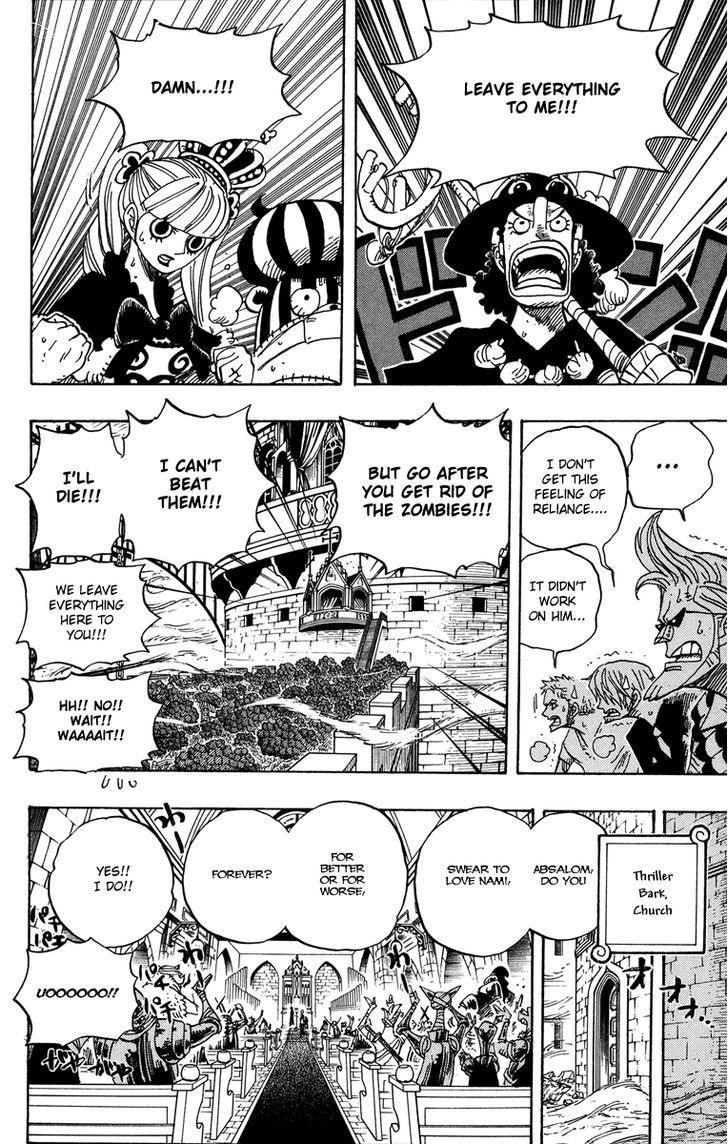 LEAVE EVERYTHING
TO ME!!!
DAMN...!!!
...
I DON'T
GET THIS
FEELING OF
RELIANCE....
IT DIDN'T
WORK
ON HIM...
BUT GO AFTER
YOU GET RID OF
THE ZOMBIES!!!
I CAN'T
BEAT
THEM!!!
I'LL
DIE!!!
WE LEAVE
EVERYTHING
HERE TO
YOU!!!
HH!! NO!!
WAIT!!
WAAAAIT!!
Thriller
Bark,
Church
ABSALOM,
DO YOU
SWEAR TO
LOVE NAMI,
FOR
BETTER
OR FOR
WORSE,
FOREVER?
YES!!
I DO!!
UOOOOOO!!